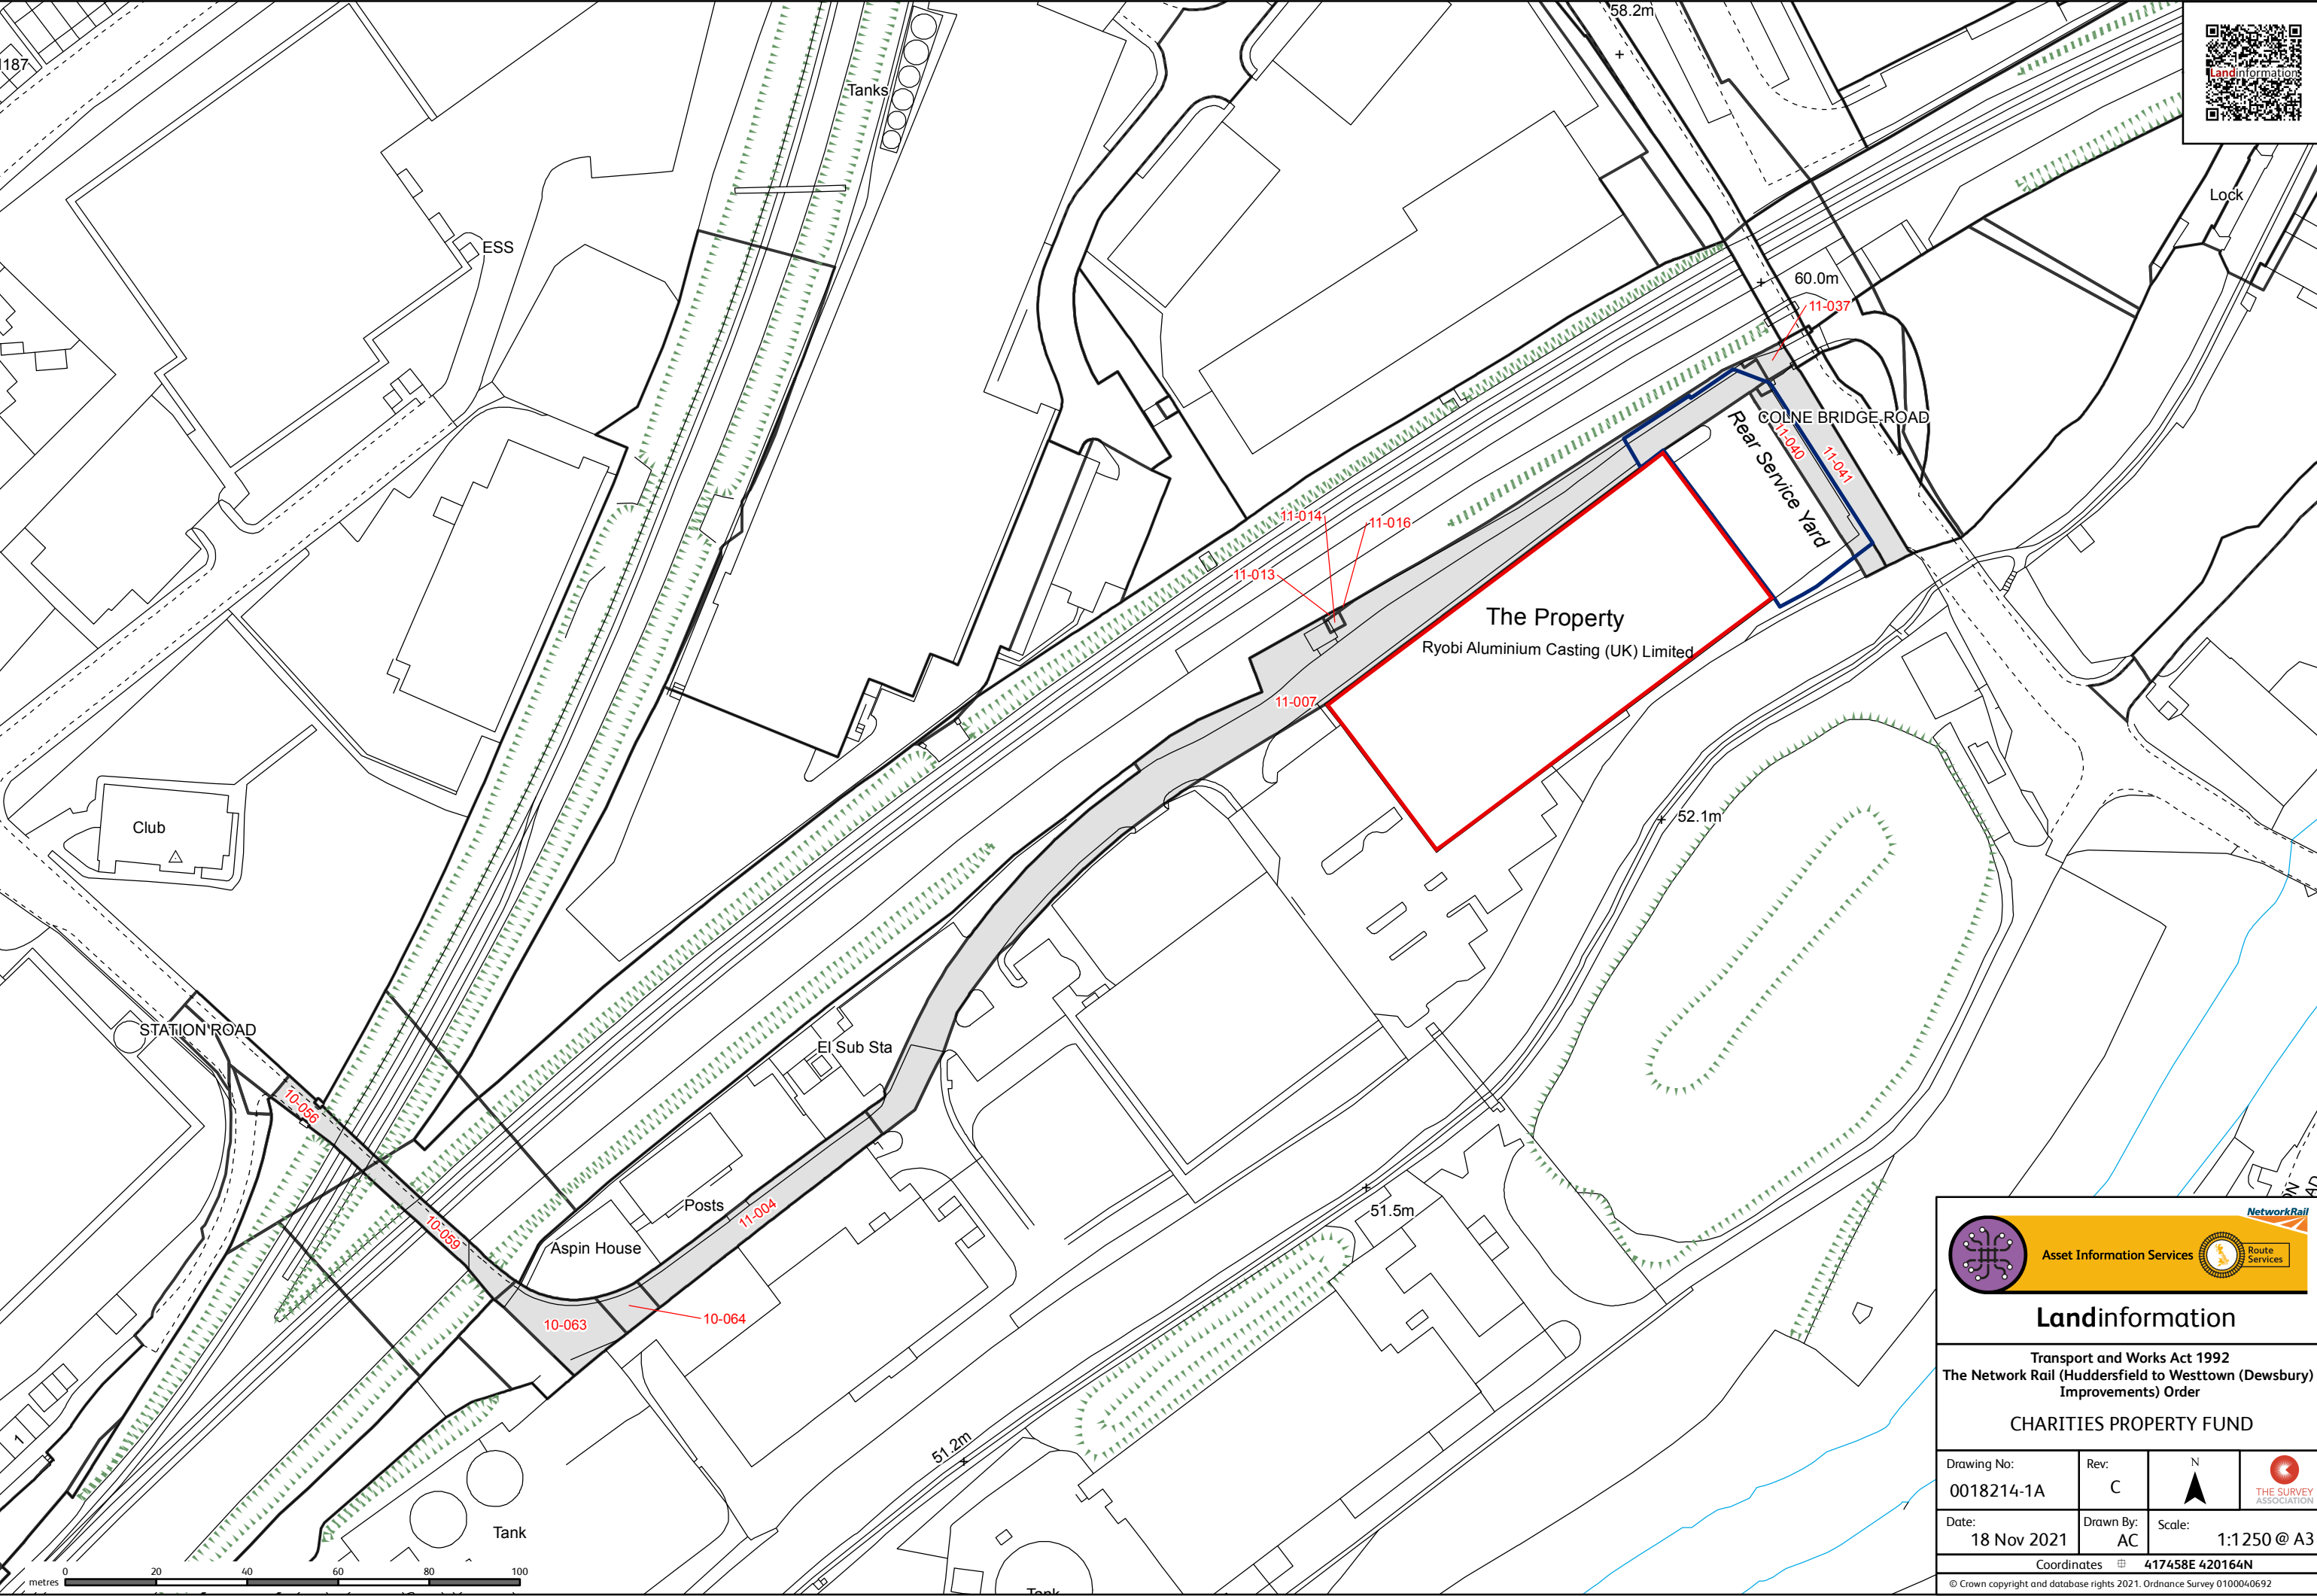 58.2m
1187
Tanks
Landinformation
Lock
ESS
60.0m
11-037
COLNE BRIDGE ROAD
Rear Service Yard
11-040
11-041
11-014
11-016
11-013
The Property
Ryobi Aluminium Casting (UK) Limited
11-007
52.1m
Club
STATION ROAD
El Sub Sta
10-056
Posts
11-004
51.5m
10-059
Aspin House
10-063
10-064
1
51.2m
Tank
Tank
metres 0 20 40 60 80 100
NetworkRail
Asset Information Services
Route
Services
Landinformation
Transport and Works Act 1992
The Network Rail (Huddersfield to Westtown (Dewsbury)
Improvements) Order
CHARITIES PROPERTY FUND
Drawing No:
0018214-1A
Rev:
C
N
THE SURVEY
ASSOCIATION
Date:
18 Nov 2021
Drawn By:
AC
Scale:
1:1250 @ A3
Coordinates 417458E 420164N
© Crown copyright and database rights 2021. Ordnance Survey 0100040692